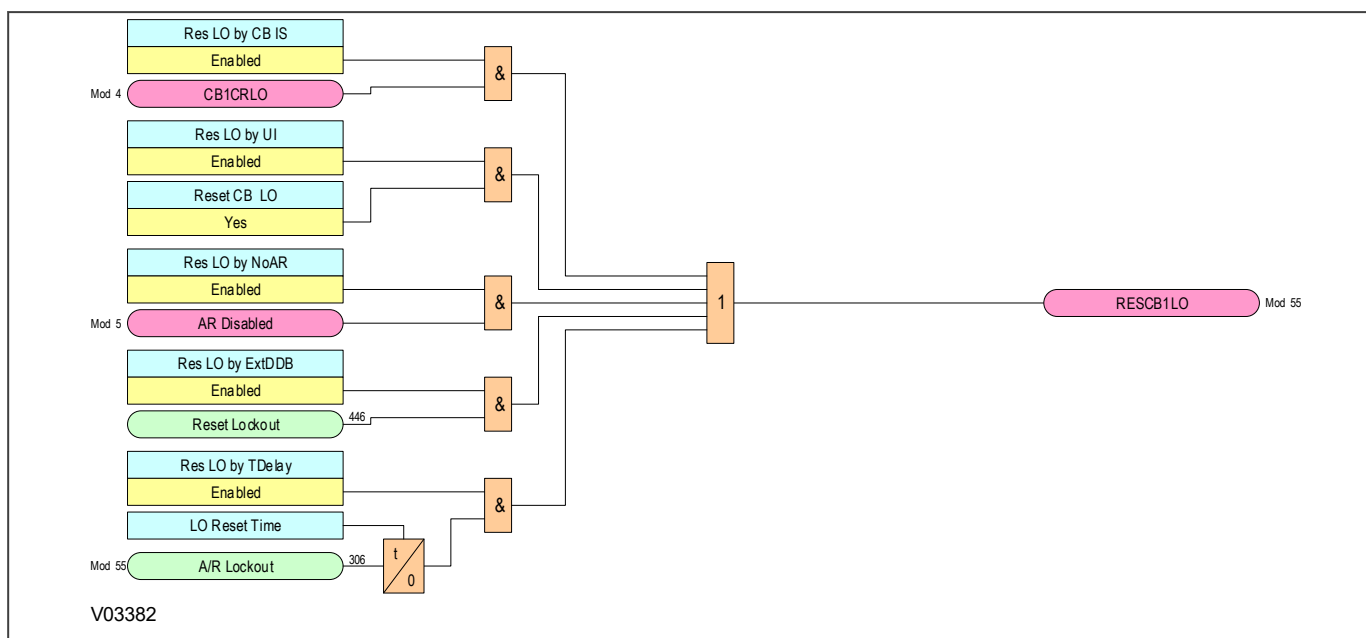 Res LO by CB IS
Enabled
&
Mod 4
CB1CRLO
Res LO by UI
Enabled
&
Reset CB LO
Yes
Res LO by NoAR
Enabled
&
Mod 5
AR Disabled
1
RESCB1LO
Mod 55
Res LO by ExtDDB
Enabled
&
Reset Lockout
446
Res LO by TDelay
Enabled
&
LO Reset Time
Mod 55
A/R Lockout
306
t
0
V03382